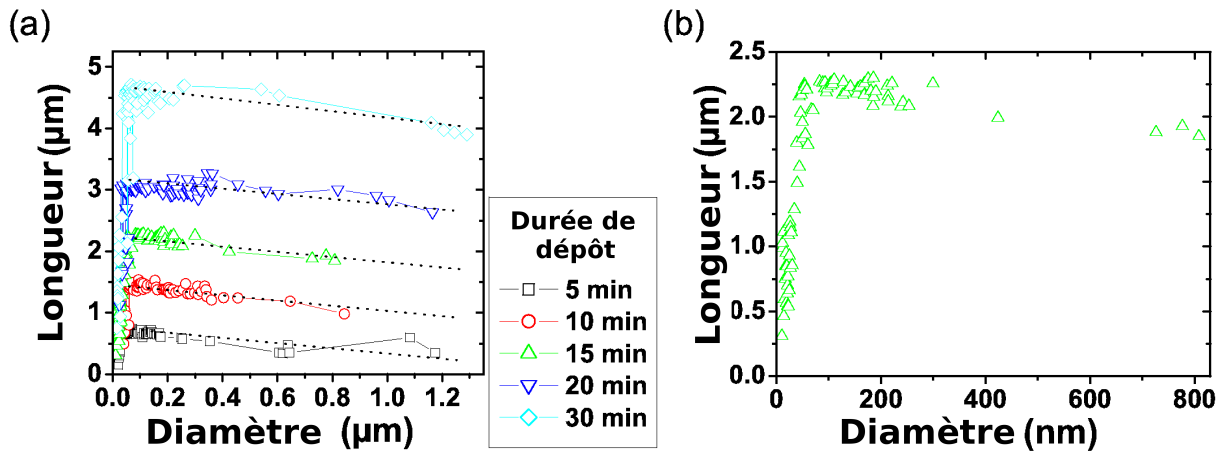 (a)
Longueur (µm)
5
4
3
2
1
0
0.0 0.2 0.4 0.6 0.8 1.0 1.2
Diamètre (µm)
Durée de
dépôt
5 min
10 min
15 min
20 min
30 min
(b)
Longueur (µm)
2.5
2.0
1.5
1.0
0.5
0.0
0 200 400 600 800
Diamètre (nm)